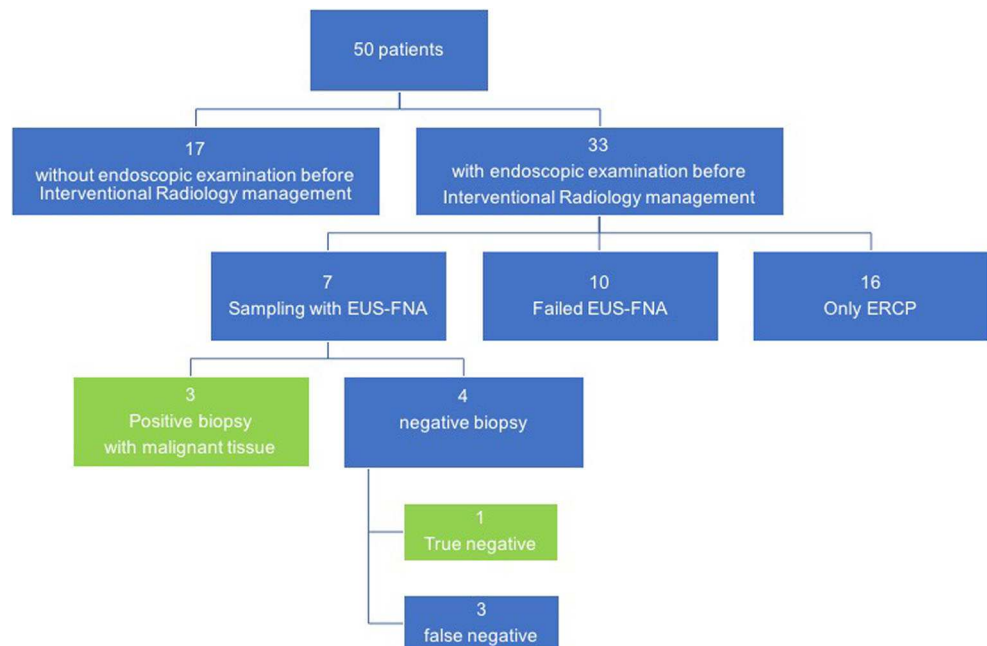 50 patients
17
without endoscopic examination before
Interventional Radiology management
33
with endoscopic examination before
Interventional Radiology management
7
Sampling with EUS-FNA
10
Failed EUS-FNA
16
Only ERCP
3
Positive biopsy
with malignant tissue
4
negative biopsy
1
True negative
3
false negative